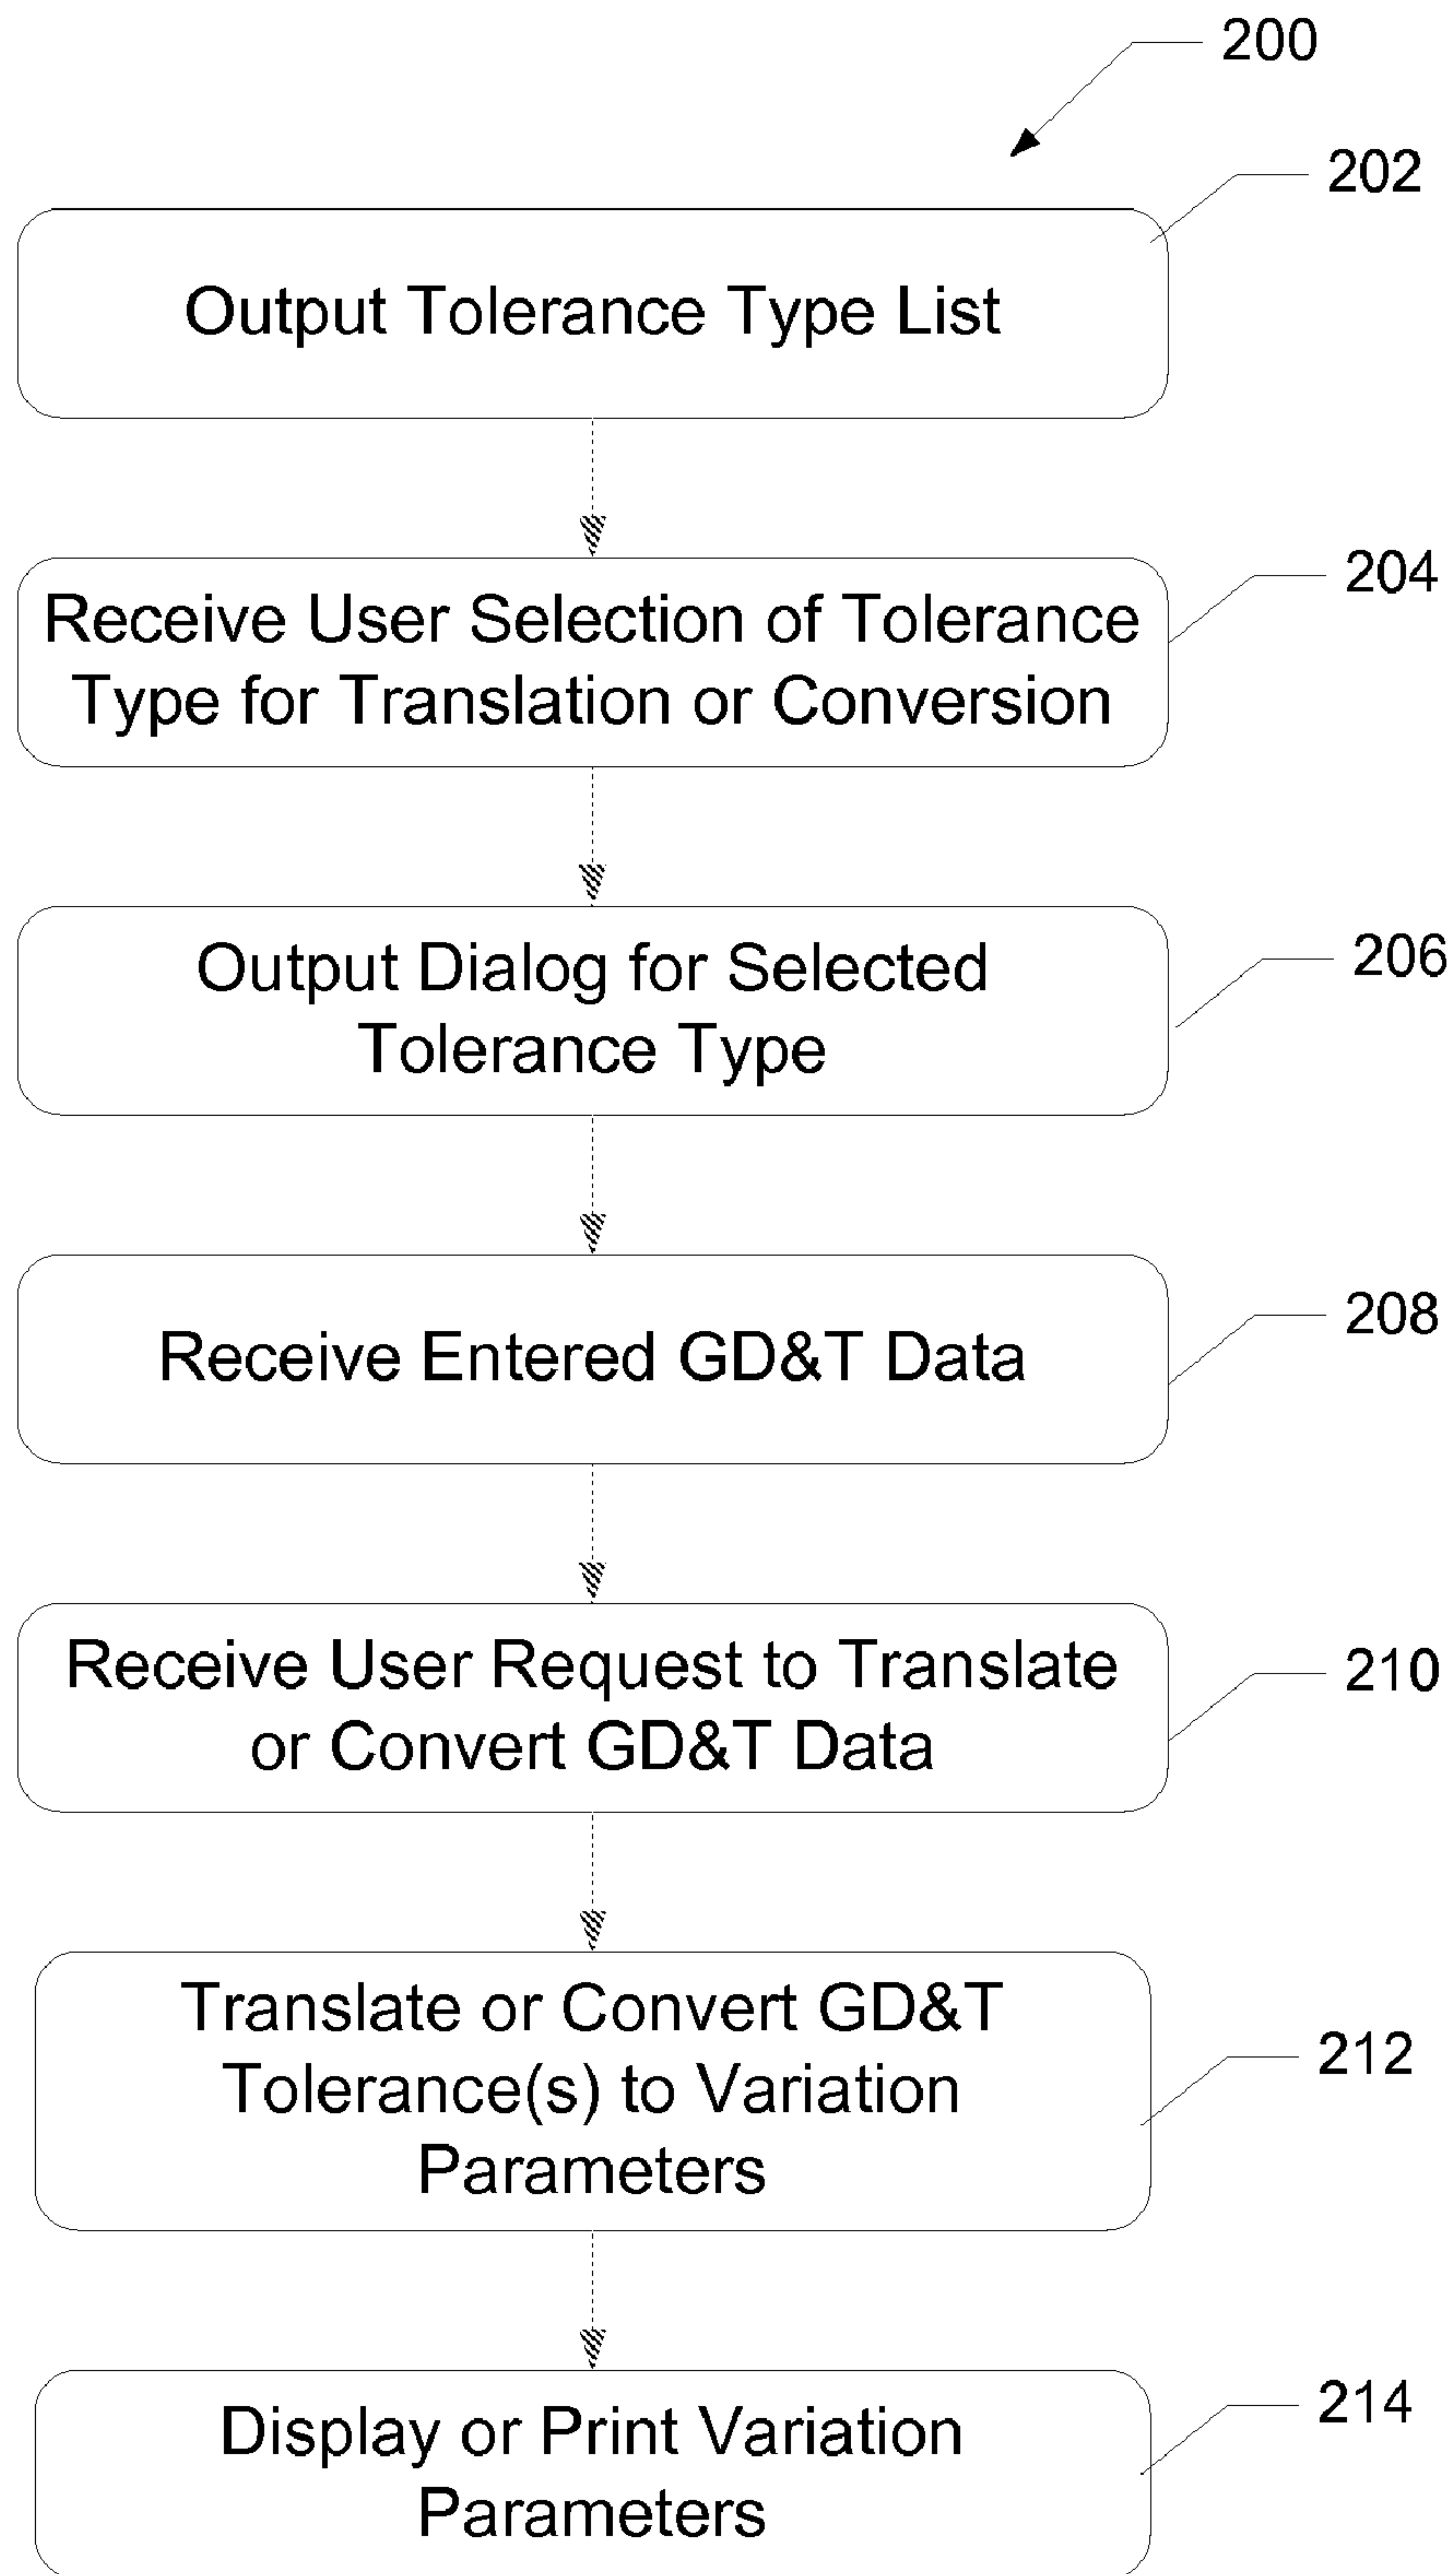 200
202
Output Tolerance Type List
204
Receive User Selection of Tolerance
Type for Translation or Conversion
206
Output Dialog for Selected
Tolerance Type
208
Receive Entered GD&T Data
210
Receive User Request to Translate
or Convert GD&T Data
212
Translate or Convert GD&T
Tolerance(s) to Variation
Parameters
214
Display or Print Variation
Parameters